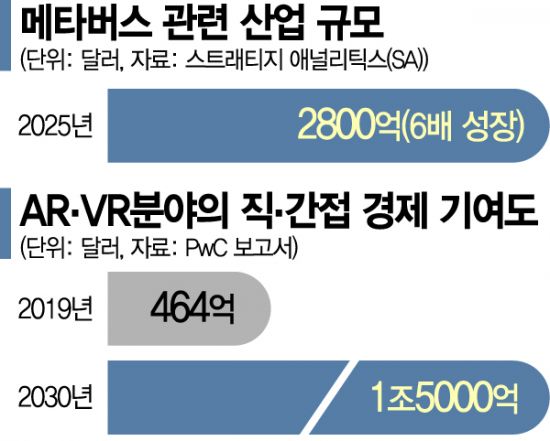 메타버스 관련 산업 규모
(단위: 달러, 자료: 스트래티지 애널리틱스(SA))
2025년 2800억(6배 성장)
AR·VR분야의 직·간접 경제 기여도
(단위: 달러, 자료: PwC 보고서)
2019년 464억
2030년 1조5000억